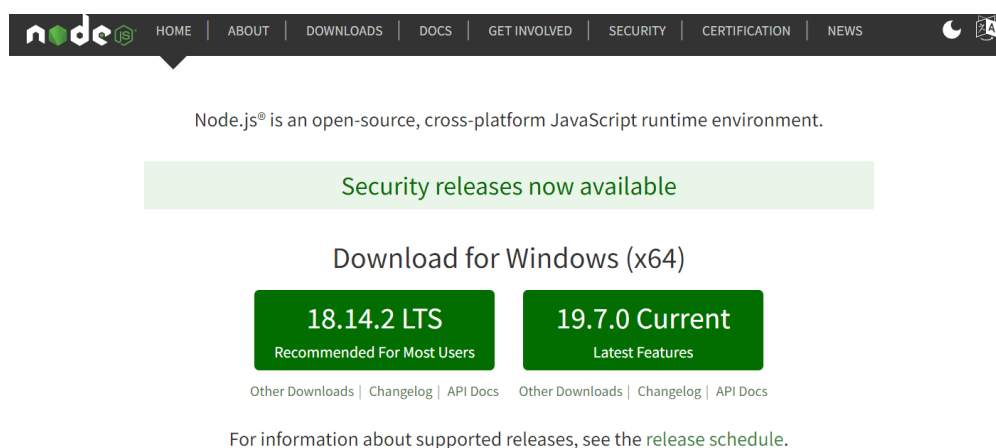 node js HOME | ABOUT | DOWNLOADS | DOCS | GET INVOLVED | SECURITY | CERTIFICATION | NEWS
Node.js® is an open-source, cross-platform JavaScript runtime environment.
Security releases now available
Download for Windows (x64)
18.14.2 LTS
Recommended For Most Users
19.7.0 Current
Latest Features
Other Downloads | Changelog | API Docs
Other Downloads | Changelog | API Docs
For information about supported releases, see the release schedule.